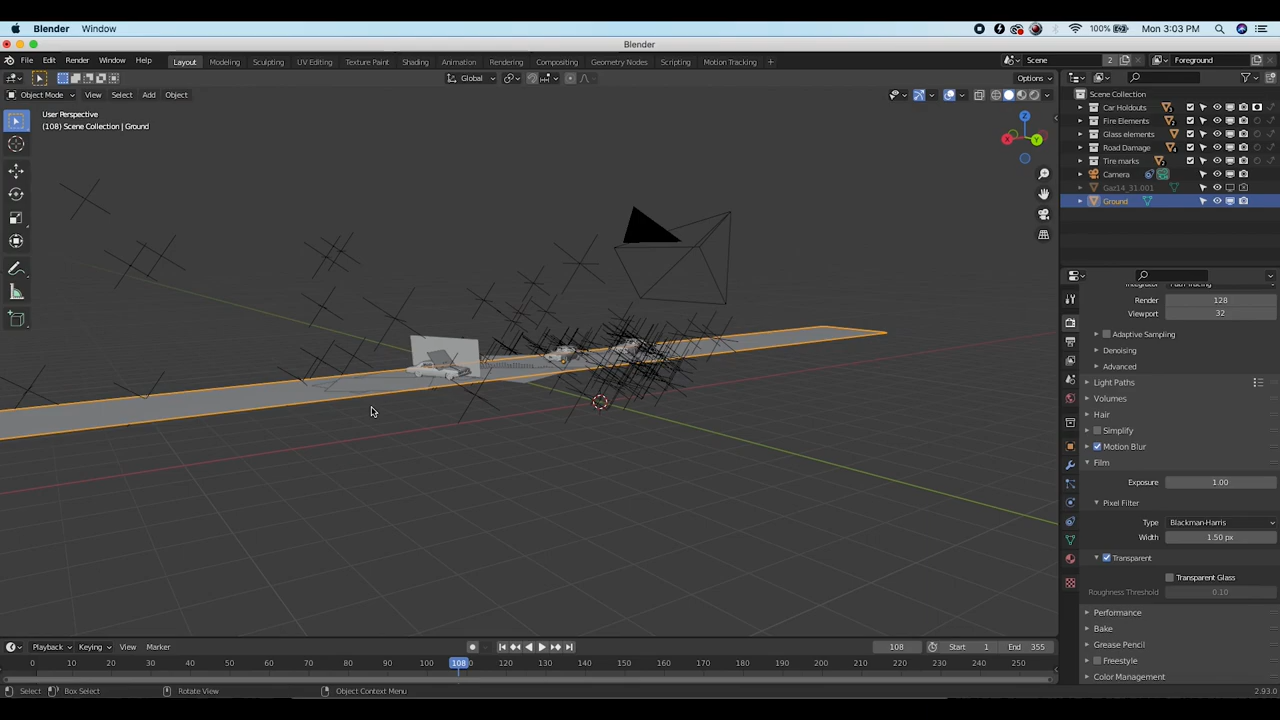 Blender Window 100% Mon 3:03 PM
Blender
File Edit Render Window Help Layout Modeling Sculpting UV Editing Texture Paint Shading Animation Rendering Compositing Geometry Nodes Scripting Motion Tracking + Scene 2 Foreground
Global Options
Object Mode View Select Add Object
User Perspective
(108) Scene Collection | Ground
Z
X
Y
Scene Collection
Car Holdouts
Fire Elements
Glass elements
Road Damage
Tire marks
Camera
Gaz14_31.001
Ground
Render 128
Viewport 32
Adaptive Sampling
Denoising
Advanced
Light Paths
Volumes
Hair
Simplify
Motion Blur
Film
Exposure 1.00
Pixel Filter
Type Blackman-Harris
Width 1.50 px
Transparent
Transparent Glass
Roughness Threshold 0.10
Performance
Bake
Grease Pencil
Freestyle
Color Management
Playback Keying View Marker 108 Start 1 End 355
0 10 20 30 40 50 60 70 80 90 100 108 120 130 140 150 160 170 180 190 200 210 220 230 240 250
Select Box Select Rotate View Object Context Menu 2.93.0